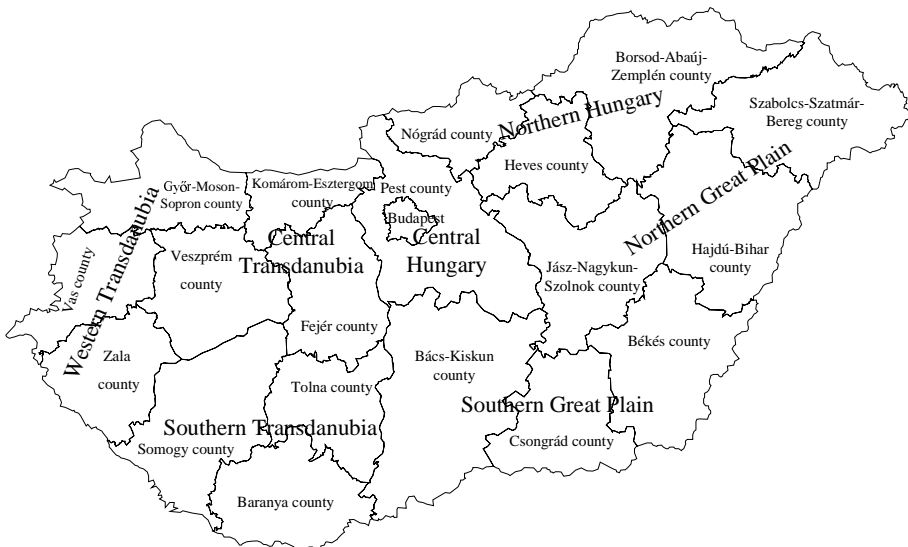 Borsod-Abaúj-
Zemplén county
Szabolcs-Szatmár-
Bereg county
Northern Hungary
Nógrád county
Heves county
Northern Great Plain
Győr-Moson-
Sopron county
Komárom-Esztergom
county
Pest county
Budapest
Central
Hungary
Central
Transdanubia
Western Transdanubia
Vas county
Veszprém
county
Jász-Nagykun-
Szolnok county
Hajdú-Bihar
county
Fejér county
Békés county
Zala
county
Bács-Kiskun
county
Tolna county
Southern Great Plain
Southern Transdanubia
Somogy county
Csongrád county
Baranya county